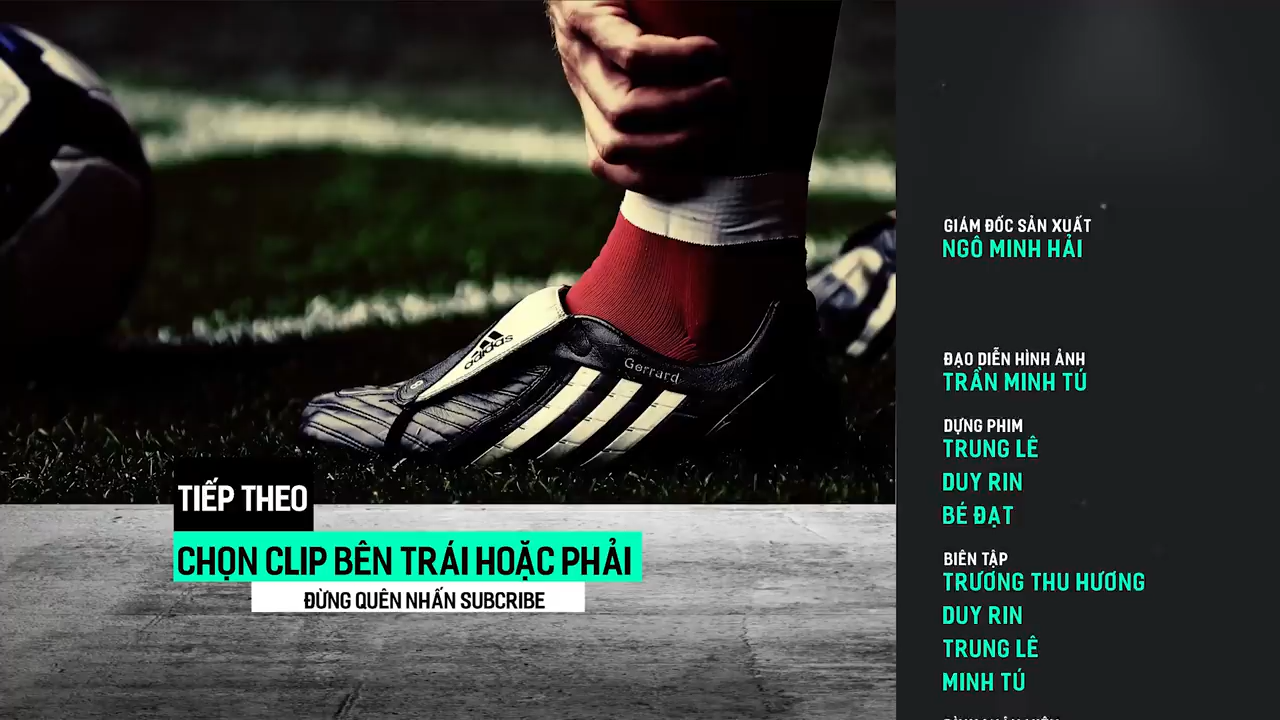 adidas
Gerrard
TIẾP THEO
CHỌN CLIP BÊN TRÁI HOẶC PHẢI
ĐỪNG QUÊN NHẤN SUBCRIBE
GIÁM ĐỐC SẢN XUẤT
NGÔ MINH HẢI
ĐẠO DIỄN HÌNH ẢNH
TRẦN MINH TÚ
DỰNG PHIM
TRUNG LÊ
DUY RIN
BÉ ĐẠT
BIÊN TẬP
TRƯƠNG THU HƯƠNG
DUY RIN
TRUNG LÊ
MINH TÚ